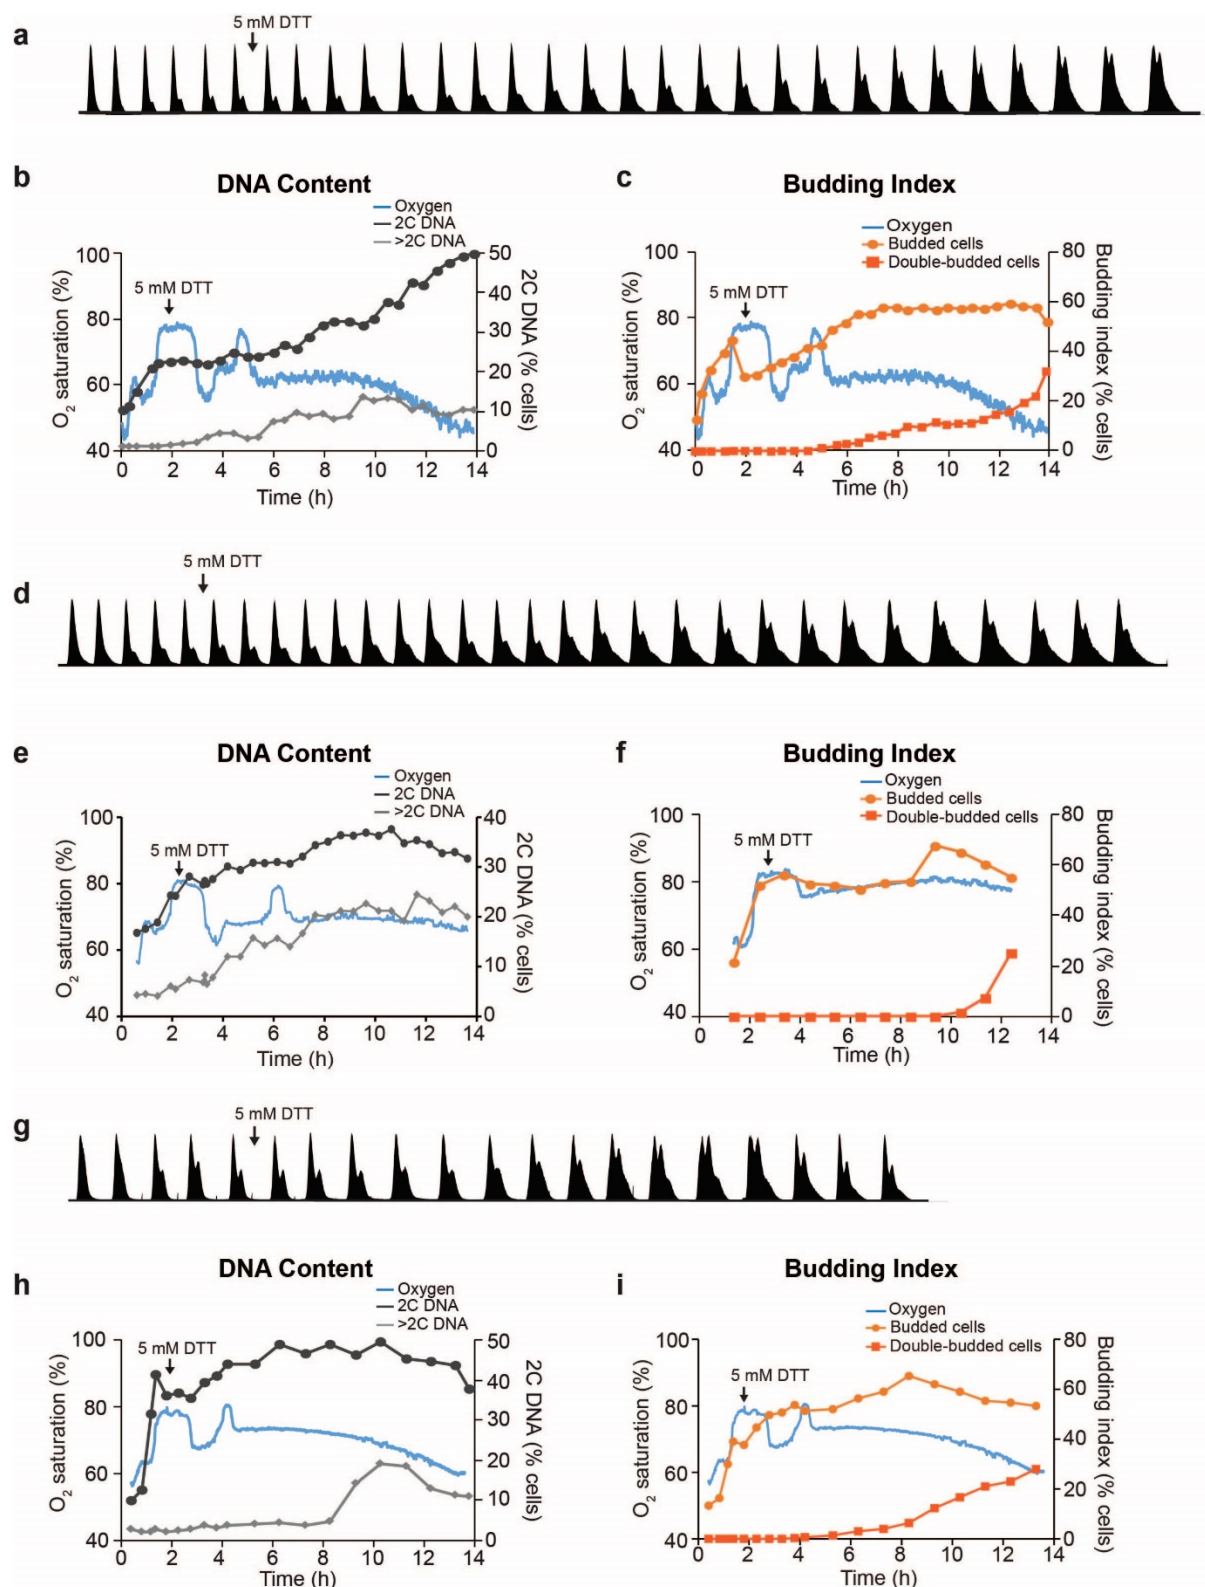 a
5 mM DTT
b
DNA Content
Oxygen
2C DNA
>2C DNA
5 mM DTT
O2 saturation (%)
100
80
60
40
2C DNA (% cells)
50
40
30
20
10
0
0 2 4 6 8 10 12 14
Time (h)
c
Budding Index
Oxygen
Budded cells
Double-budded cells
5 mM DTT
O2 saturation (%)
100
80
60
40
Budding index (% cells)
80
60
40
20
0
0 2 4 6 8 10 12 14
Time (h)
d
5 mM DTT
e
DNA Content
Oxygen
2C DNA
>2C DNA
5 mM DTT
O2 saturation (%)
100
80
60
40
2C DNA (% cells)
40
30
20
10
0
0 2 4 6 8 10 12 14
Time (h)
f
Budding Index
Oxygen
Budded cells
Double-budded cells
5 mM DTT
O2 saturation (%)
100
80
60
40
Budding index (% cells)
80
60
40
20
0
0 2 4 6 8 10 12 14
Time (h)
g
5 mM DTT
h
DNA Content
Oxygen
2C DNA
>2C DNA
5 mM DTT
O2 saturation (%)
100
80
60
40
2C DNA (% cells)
50
40
30
20
10
0
0 2 4 6 8 10 12 14
Time (h)
i
Budding Index
Oxygen
Budded cells
Double-budded cells
5 mM DTT
O2 saturation (%)
100
80
60
40
Budding index (% cells)
80
60
40
20
0
0 2 4 6 8 10 12 14
Time (h)